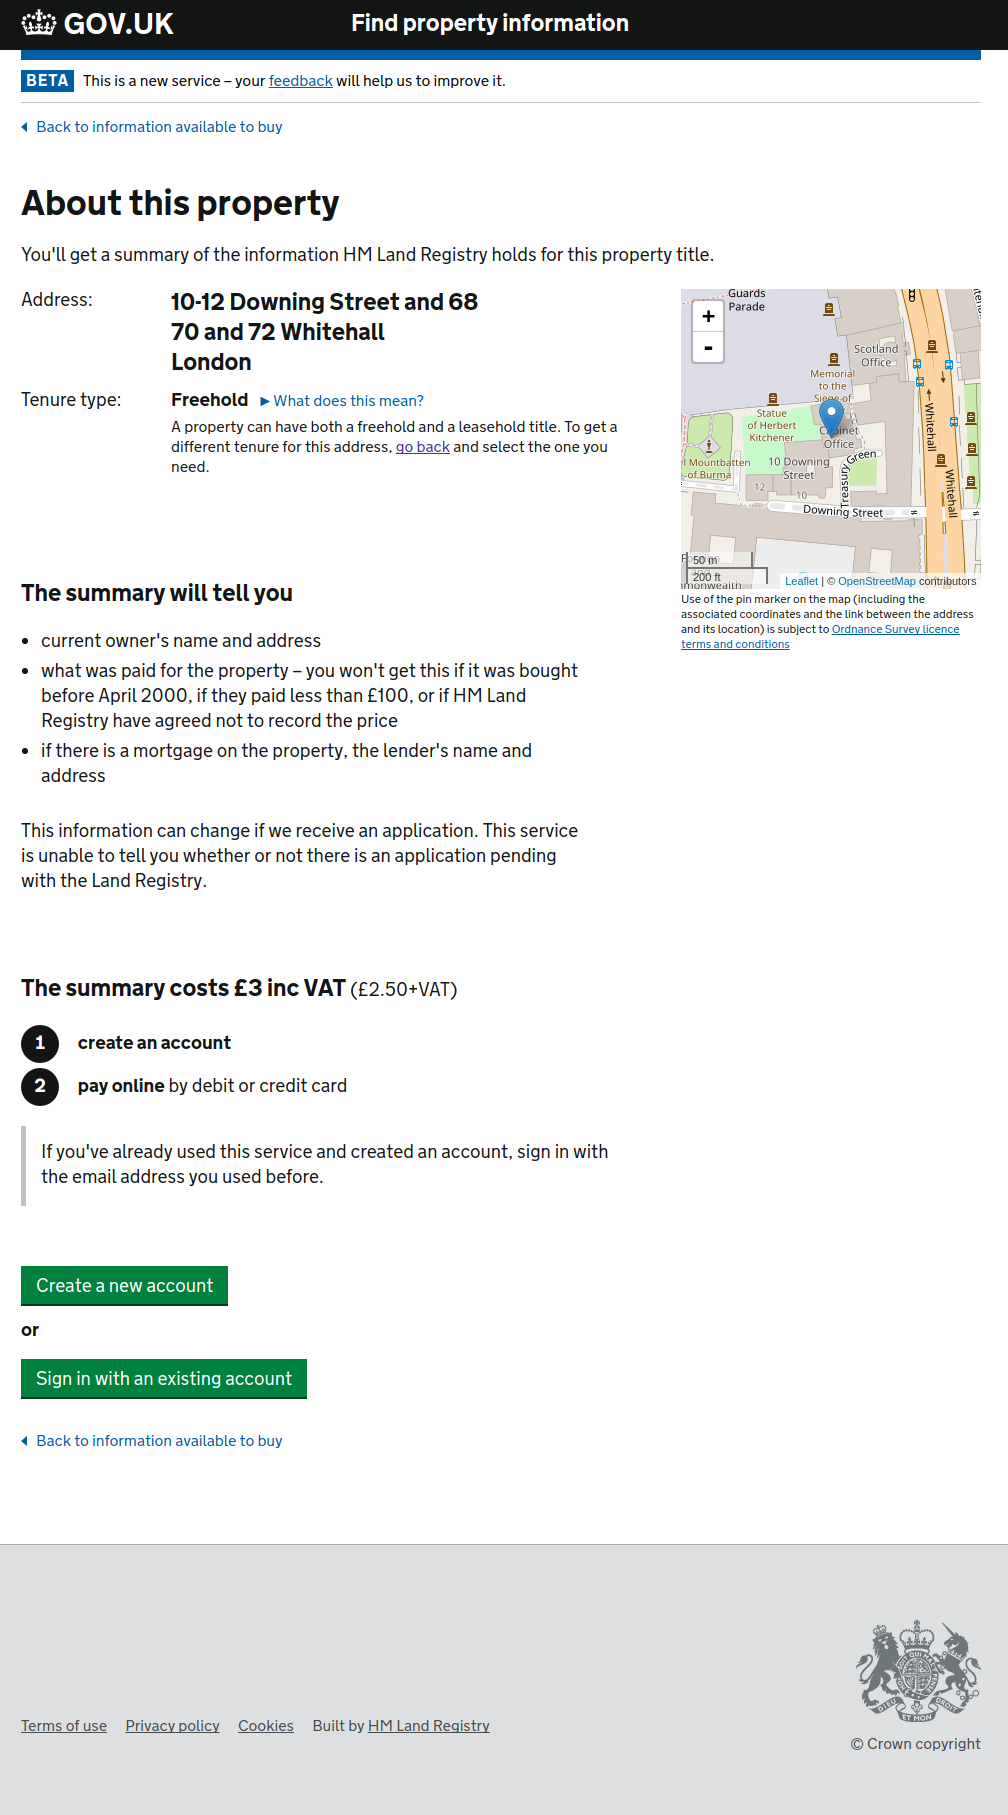 GOV.UK
Find property information
BETA This is a new service – your feedback will help us to improve it.
Back to information available to buy
About this property
You'll get a summary of the information HM Land Registry holds for this property title.
Address:
10-12 Downing Street and 68
70 and 72 Whitehall
London
Tenure type:
Freehold ▶ What does this mean?
A property can have both a freehold and a leasehold title. To get a
different tenure for this address, go back and select the one you
need.
Guards
Parade
+
-
Scotland
Office
Memorial
to the
Siege of
Statue
of Herbert
Kitchener
Cabinet
Office
Whitehall
l Mountbatten
of Burma
10 Downing
Street
Treasury Green
12
10
Whitehall
Downing Street
50 m
200 ft
Leaflet | © OpenStreetMap contributors
Use of the pin marker on the map (including the
associated coordinates and the link between the address
and its location) is subject to Ordnance Survey licence
terms and conditions
The summary will tell you
• current owner's name and address
• what was paid for the property – you won't get this if it was bought
before April 2000, if they paid less than £100, or if HM Land
Registry have agreed not to record the price
• if there is a mortgage on the property, the lender's name and
address
This information can change if we receive an application. This service
is unable to tell you whether or not there is an application pending
with the Land Registry.
The summary costs £3 inc VAT (£2.50+VAT)
1 create an account
2 pay online by debit or credit card
If you've already used this service and created an account, sign in with
the email address you used before.
Create a new account
or
Sign in with an existing account
Back to information available to buy
Terms of use Privacy policy Cookies Built by HM Land Registry
DIEU ET MON DROIT
© Crown copyright